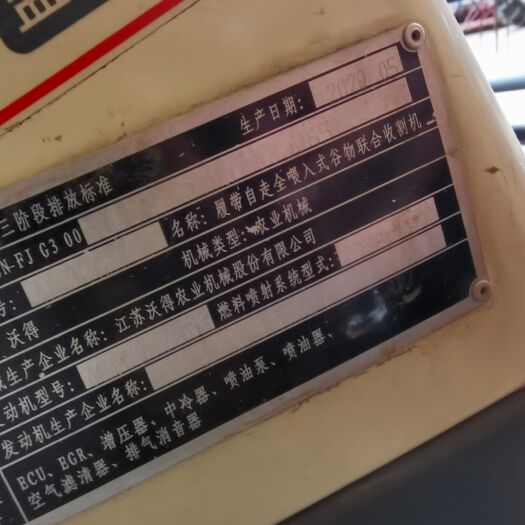 生产日期：2020.05
三阶段排放标准
N-FJ G3 00
名称：履带自走全喂入式谷物联合收割机
号：
机械类型：农业机械
沃得
生产企业名称：江苏沃得农业机械股份有限公司
动机型号：
燃料喷射系统型式：
发动机生产企业名称：
ECU、EGR、增压器、中冷器、喷油泵、喷油器、
空气滤清器、排气消音器